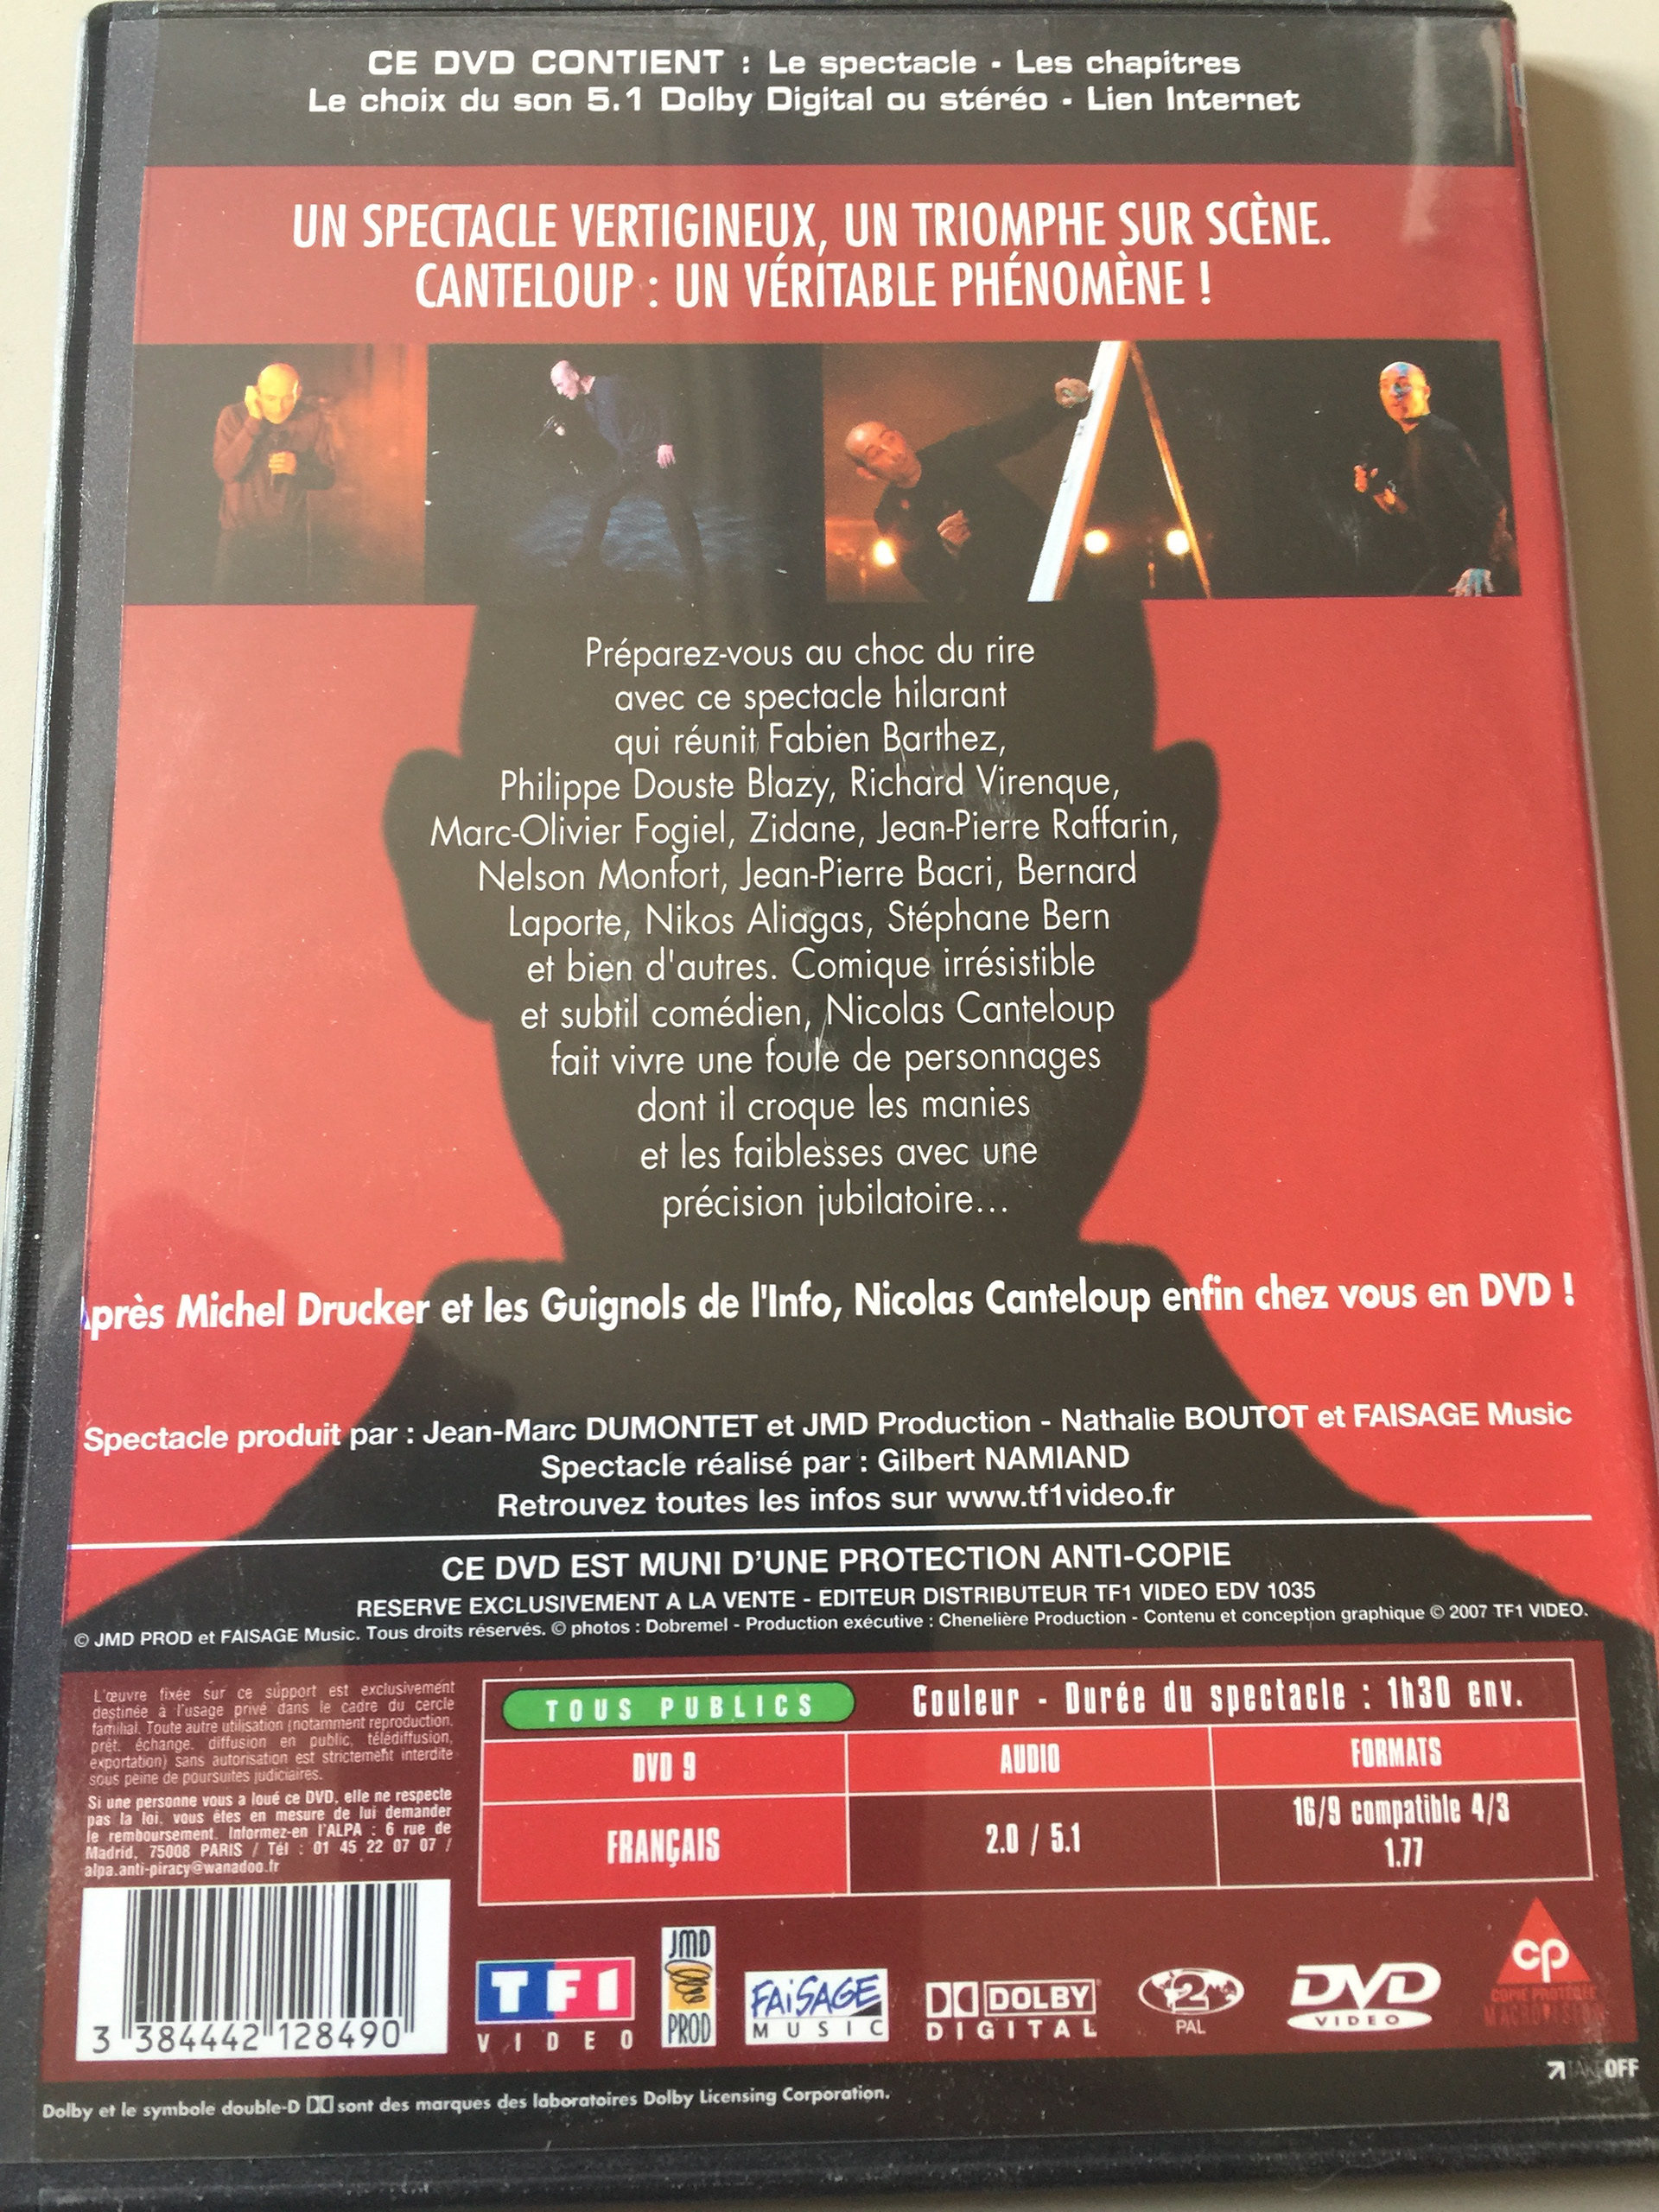 CE DVD CONTIENT : Le spectacle - Les chapitres
Le choix du son 5.1 Dolby Digital ou stéréo - Lien Internet
UN SPECTACLE VERTIGINEUX, UN TRIOMPHE SUR SCÈNE.
CANTELOUP : UN VÉRITABLE PHÉNOMÈNE !
Préparez-vous au choc du rire
avec ce spectacle hilarant
qui réunit Fabien Barthez,
Philippe Douste Blazy, Richard Virenque,
Marc-Olivier Fogiel, Zidane, Jean-Pierre Raffarin,
Nelson Monfort, Jean-Pierre Bacri, Bernard
Laporte, Nikos Aliagas, Stéphane Bern
et bien d'autres. Comique irrésistible
et subtil comédien, Nicolas Canteloup
fait vivre une foule de personnages
dont il croque les manies
et les faiblesses avec une
précision jubilatoire...
Après Michel Drucker et les Guignols de l'Info, Nicolas Canteloup enfin chez vous en DVD !
Spectacle produit par : Jean-Marc DUMONTET et JMD Production - Nathalie BOUTOT et FAISAGE Music
Spectacle réalisé par : Gilbert NAMIAND
Retrouvez toutes les infos sur www.tf1video.fr
CE DVD EST MUNI D'UNE PROTECTION ANTI-COPIE
RESERVE EXCLUSIVEMENT A LA VENTE - EDITEUR DISTRIBUTEUR TF1 VIDEO EDV 1035
© JMD PROD et FAISAGE Music. Tous droits réservés. © photos : Dobremel - Production exécutive : Chenelière Production - Contenu et conception graphique © 2007 TF1 VIDEO.
L'œuvre fixée sur ce support est exclusivement
destinée à l'usage privé dans le cadre du cercle
familial. Toute autre utilisation (notamment reproduction,
prêt, échange, diffusion en public, télédiffusion,
exportation) sans autorisation est strictement interdite
sous peine de poursuites judiciaires.
Si une personne vous a loué ce DVD, elle ne respecte
pas la loi, vous êtes en mesure de lui demander
le remboursement. Informez-en l'ALPA : 6 rue de
Madrid, 75008 PARIS / Tél : 01 45 22 07 07 /
alpa.anti-piracy@wanadoo.fr
TOUS PUBLICS
Couleur - Durée du spectacle : 1h30 env.
DVD 9
AUDIO
FORMATS
FRANÇAIS
2.0 / 5.1
16/9 compatible 4/3
1.77
3 384442 128490
TF1
VIDEO
JMD
PROD
FAISAGE
MUSIC
DOLBY
DIGITAL
2
PAL
DVD
VIDEO
cp
COPIE PROTÉGÉE
MACROVISION
TAKEOFF
Dolby et le symbole double-D sont des marques des laboratoires Dolby Licensing Corporation.